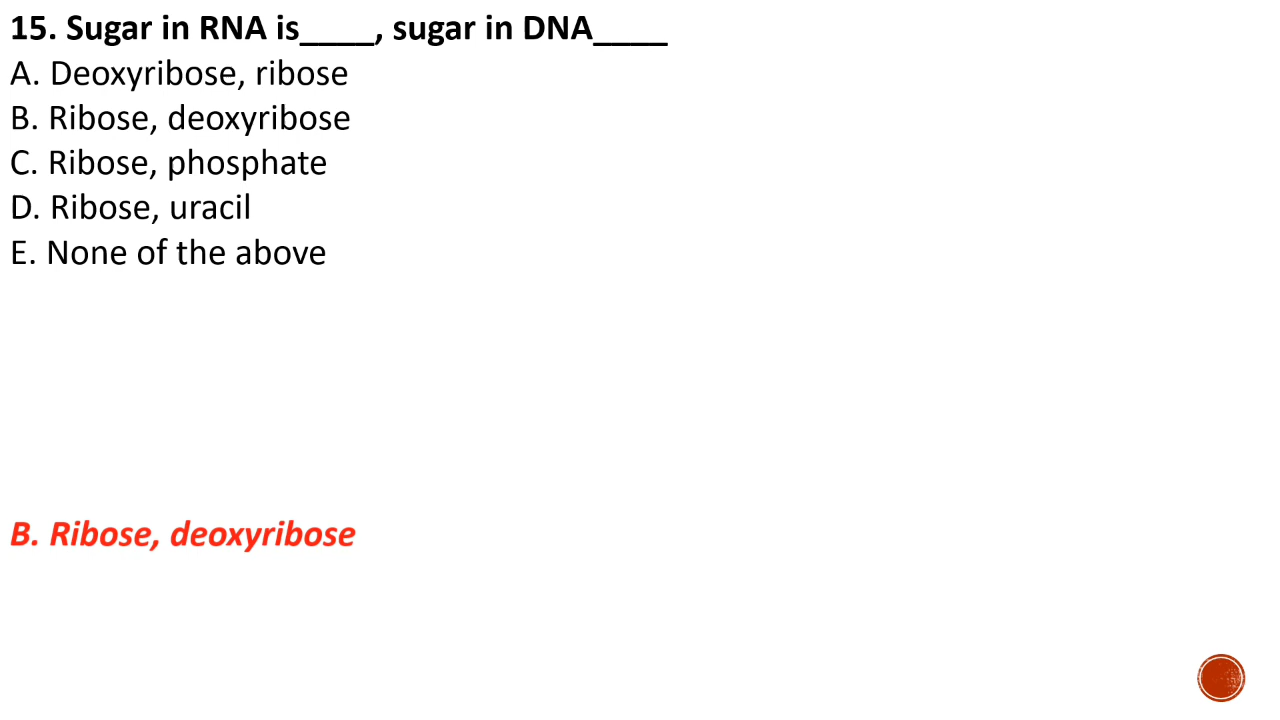 15. Sugar in RNA is____, sugar in DNA____
A. Deoxyribose, ribose
B. Ribose, deoxyribose
C. Ribose, phosphate
D. Ribose, uracil
E. None of the above
B. Ribose, deoxyribose